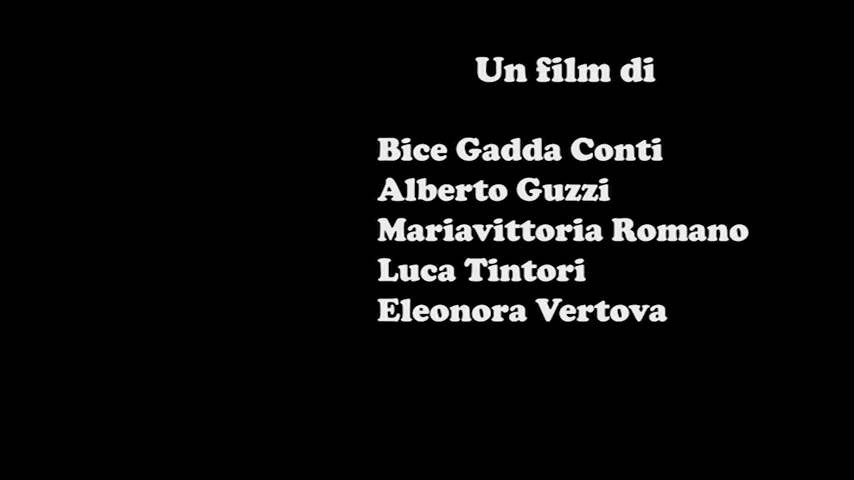 Un film di
Bice Gadda Conti
Alberto Guzzi
Mariavittoria Romano
Luca Tintori
Eleonora Vertova